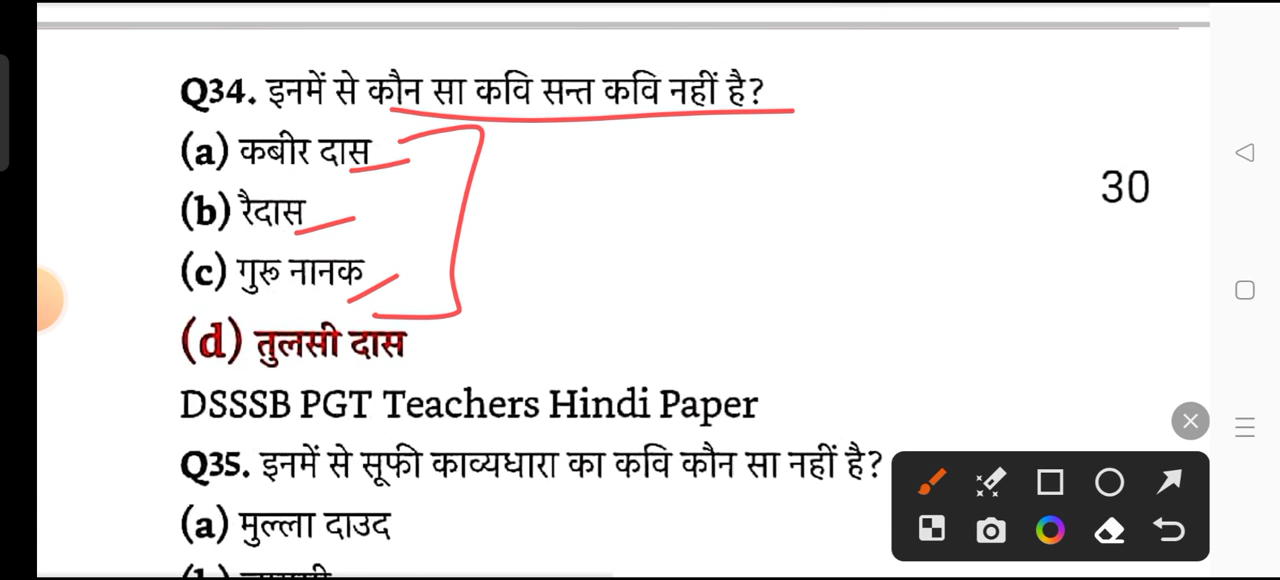 Q34. इनमें से कौन सा कवि सन्त कवि नहीं है?
(a) कबीर दास
(b) रैदास
30
(c) गुरू नानक
(d) तुलसी दास
DSSSB PGT Teachers Hindi Paper
Q35. इनमें से सूफी काव्यधारा का कवि कौन सा नहीं है?
(a) मुल्ला दाउद